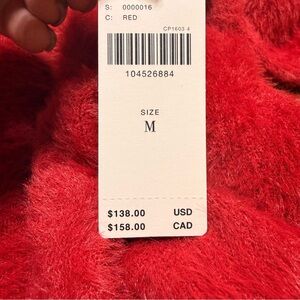 S: 0000016
C: RED
CP1603 4
104526884
SIZE
M
$138.00 USD
$158.00 CAD